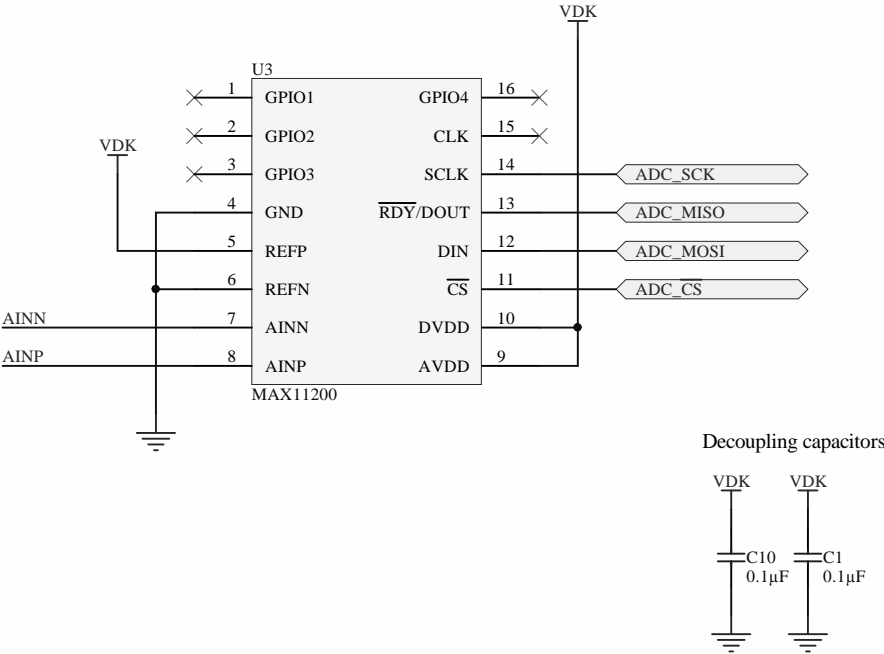 VDK
U3
1 GPIO1 GPIO4 16
2 GPIO2 CLK 15
VDK
3 GPIO3 SCLK 14 ADC_SCK
4 GND RDY/DOUT 13 ADC_MISO
5 REFP DIN 12 ADC_MOSI
6 REFN CS 11 ADC_CS
AINN 7 AINN DVDD 10
AINP 8 AINP AVDD 9
MAX11200
Decoupling capacitors
VDK VDK
C10 C1
0.1µF 0.1µF